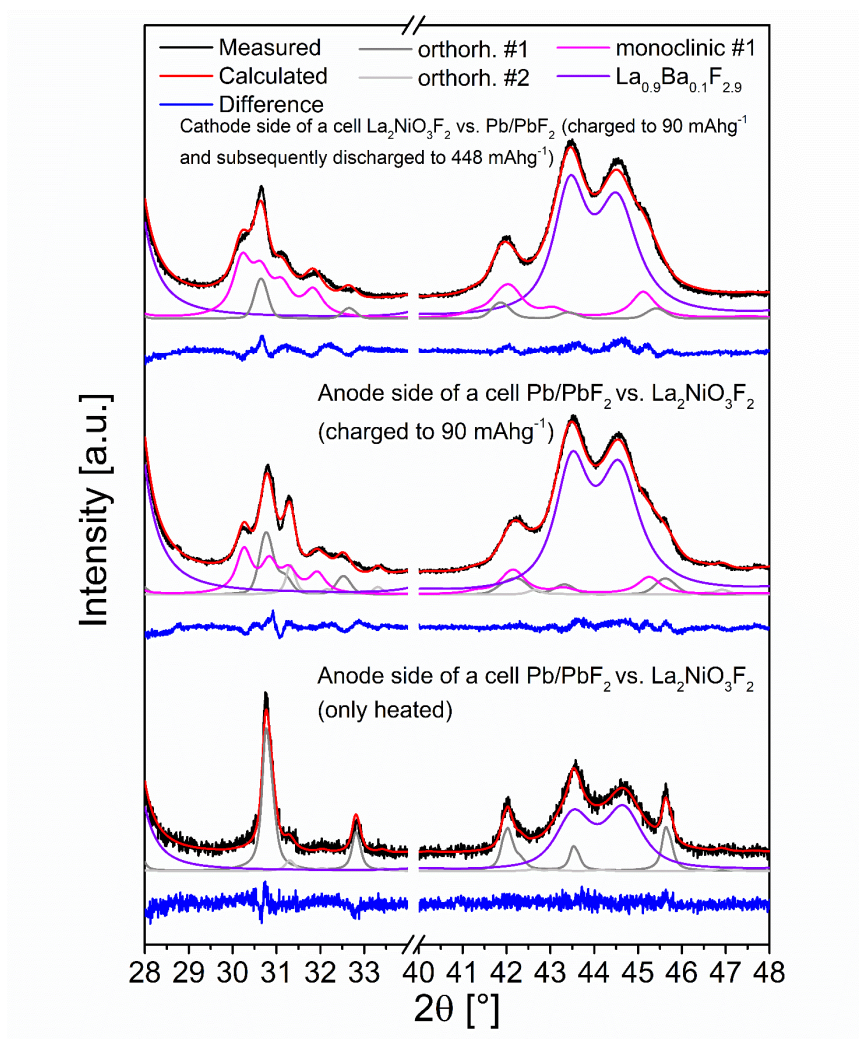 Measured orthorh. #1 monoclinic #1
Calculated orthorh. #2 La0.9Ba0.1F2.9
Difference
Cathode side of a cell La2NiO3F2 vs. Pb/PbF2 (charged to 90 mAhg-1
and subsequently discharged to 448 mAhg-1)
Anode side of a cell Pb/PbF2 vs. La2NiO3F2
(charged to 90 mAhg-1)
Anode side of a cell Pb/PbF2 vs. La2NiO3F2
(only heated)
Intensity [a.u.]
28 29 30 31 32 33 40 41 42 43 44 45 46 47 48
2θ [°]